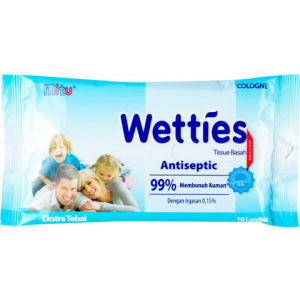 mitu
COLOGNE
Wetties
Tissue Basah
Antiseptic
99% Membunuh Kuman*
Dengan Irgasan 0,15%
Ekstra Tebal
10 Lembar